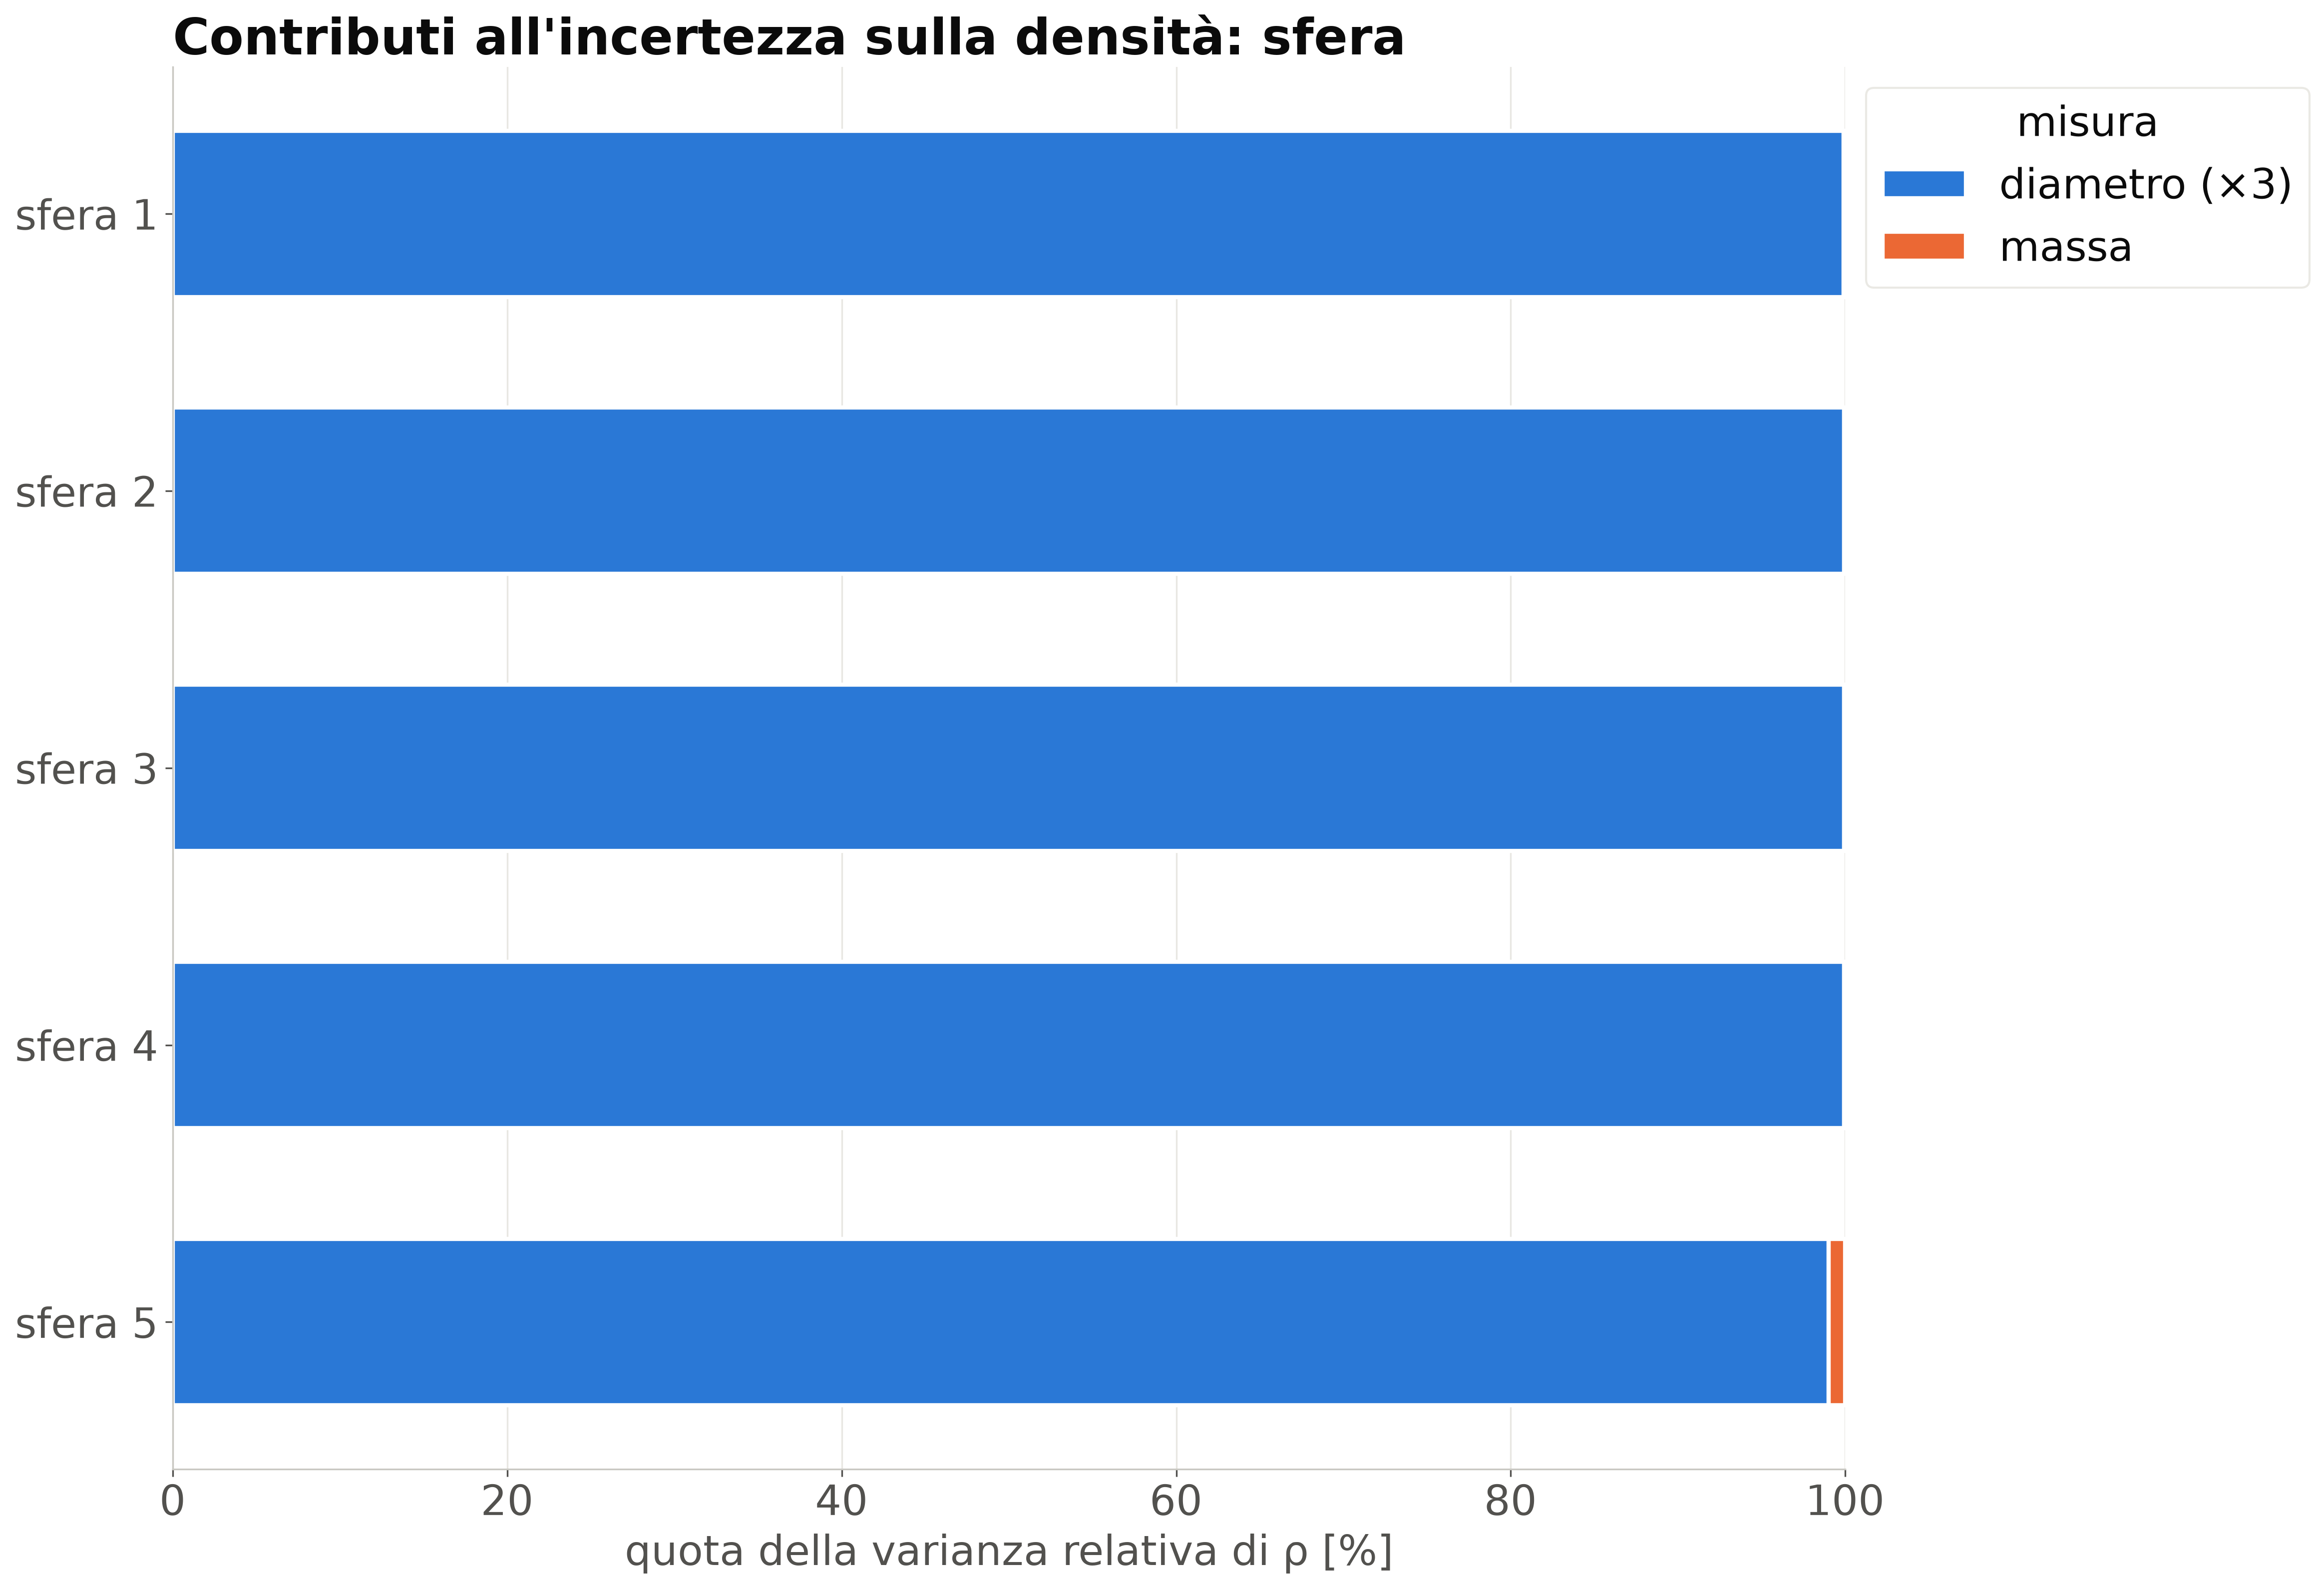 Contributi all'incertezza sulla densità: sfera
misura
diametro (×3)
massa
sfera 1
sfera 2
sfera 3
sfera 4
sfera 5
0 20 40 60 80 100
quota della varianza relativa di ρ [%]